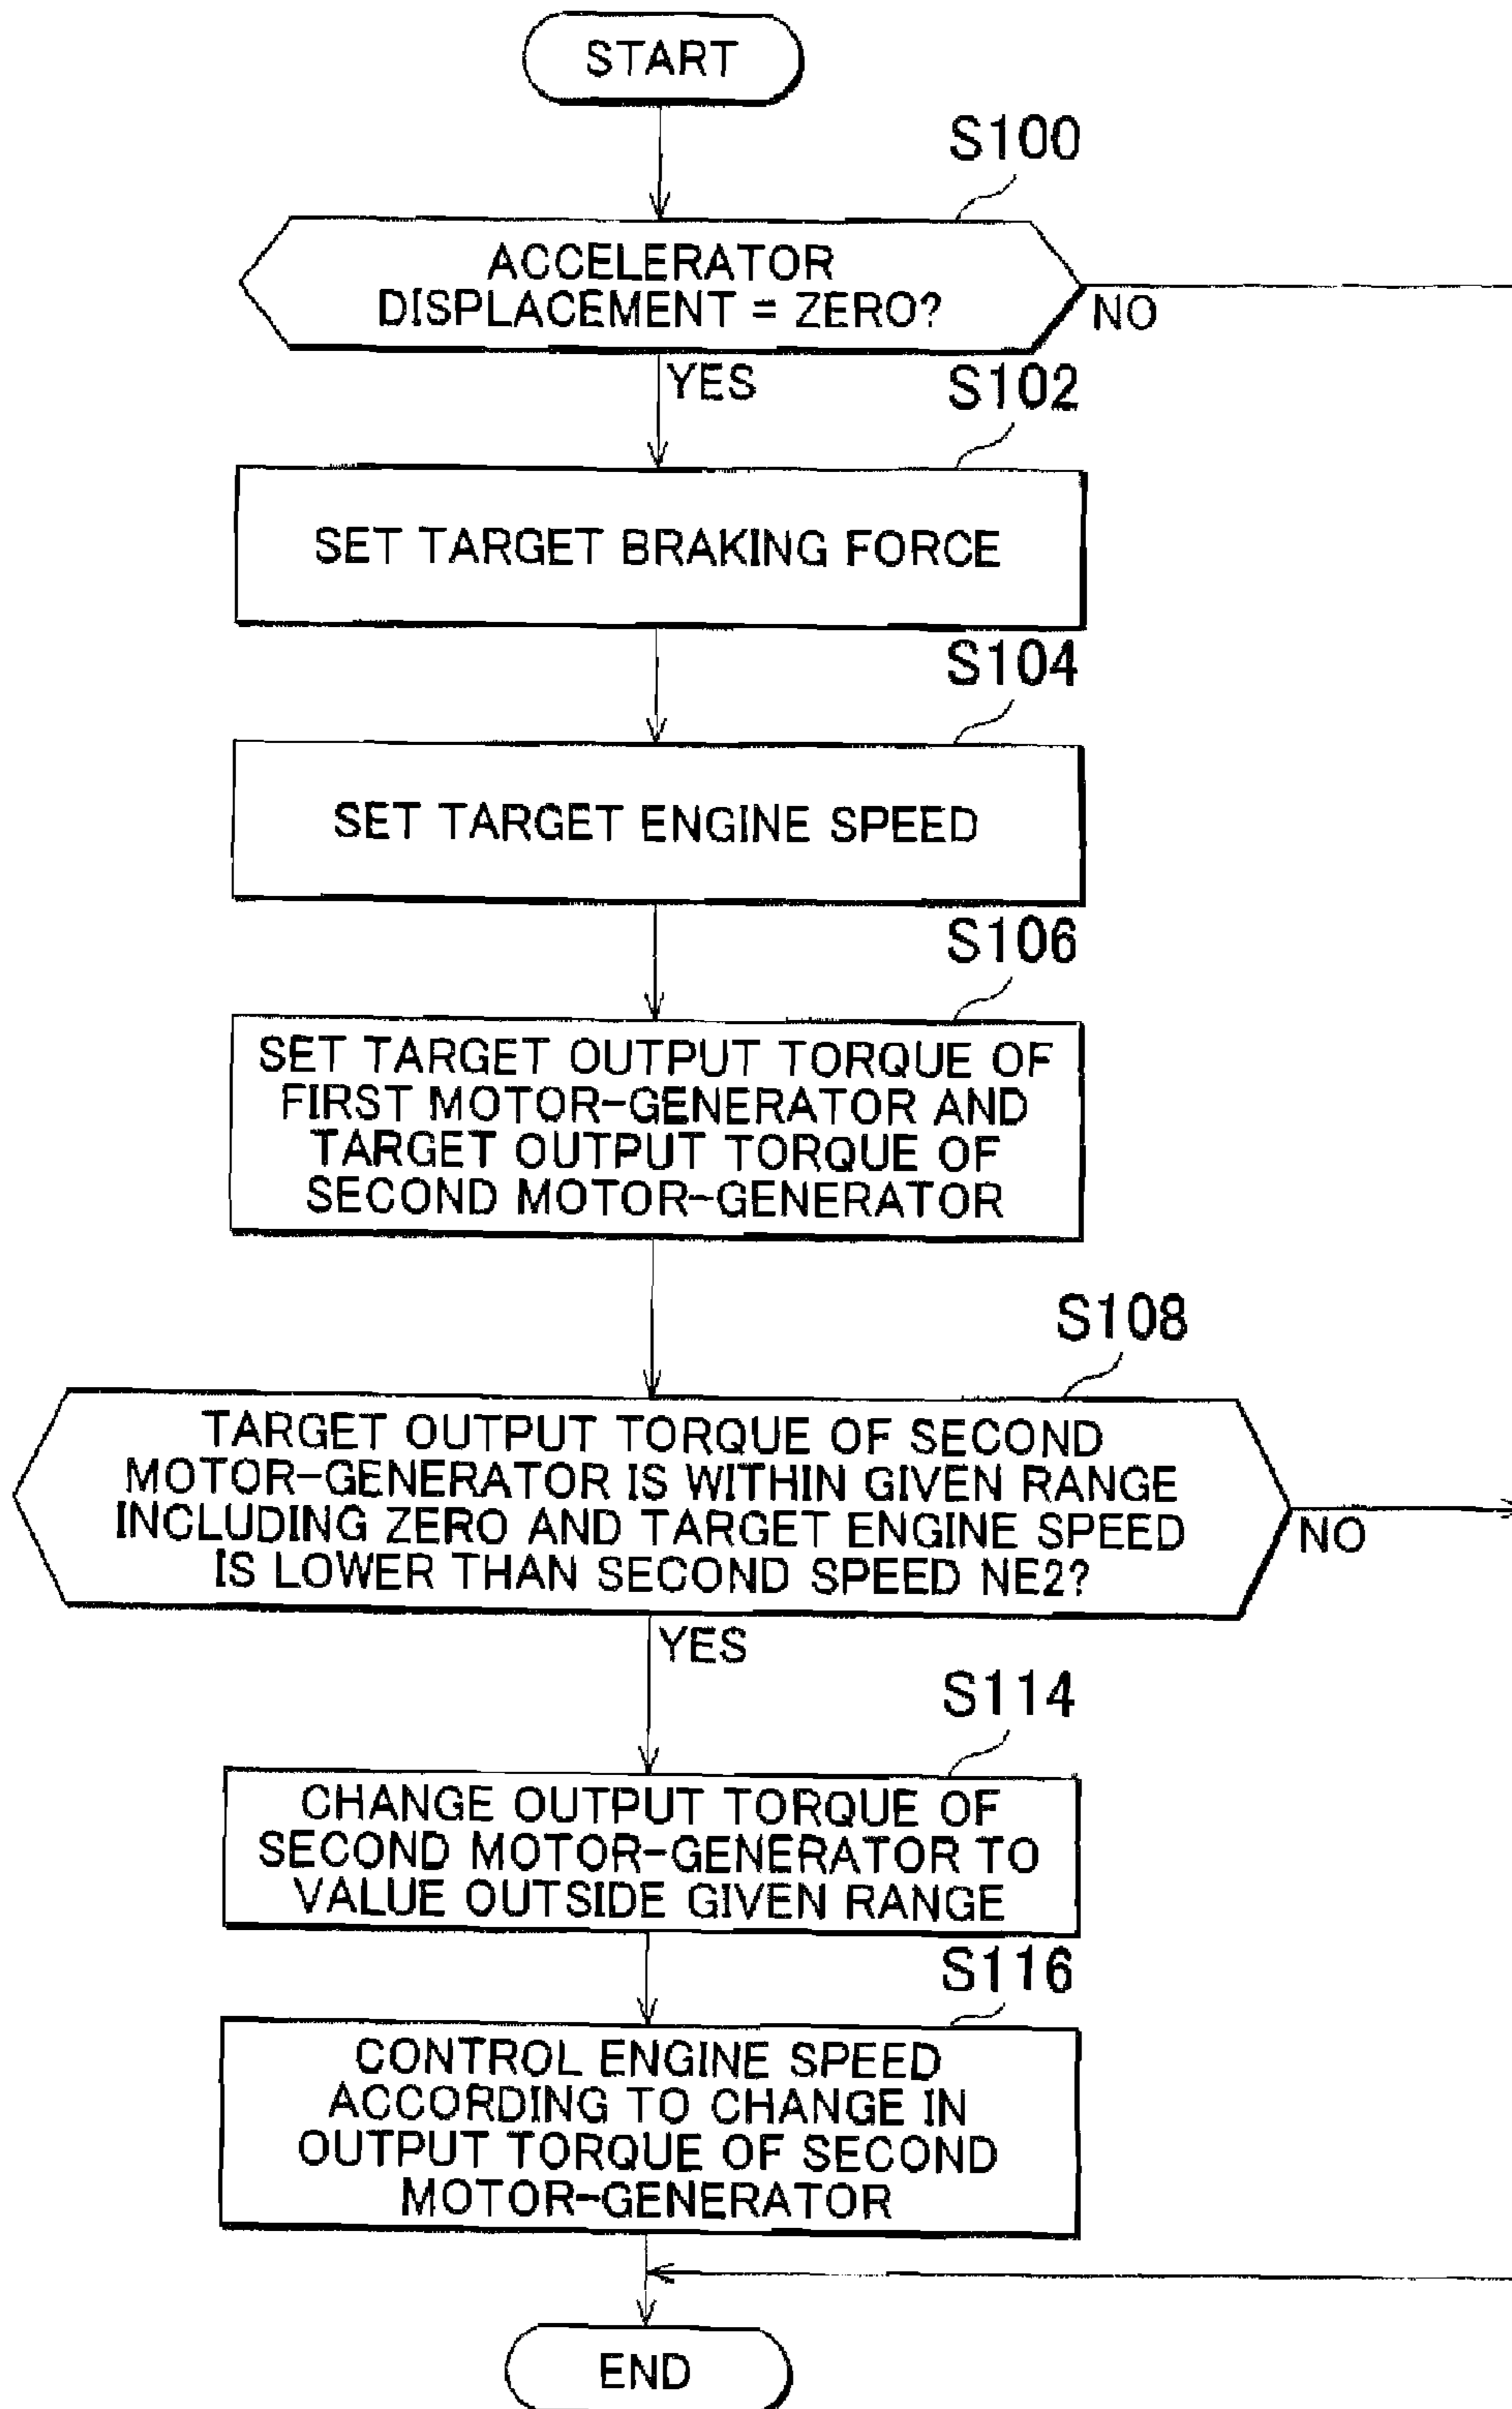 START
S100
ACCELERATOR
DISPLACEMENT = ZERO?
NO
YES
S102
SET TARGET BRAKING FORCE
S104
SET TARGET ENGINE SPEED
S106
SET TARGET OUTPUT TORQUE OF
FIRST MOTOR-GENERATOR AND
TARGET OUTPUT TORQUE OF
SECOND MOTOR-GENERATOR
S108
TARGET OUTPUT TORQUE OF SECOND
MOTOR-GENERATOR IS WITHIN GIVEN RANGE
INCLUDING ZERO AND TARGET ENGINE SPEED
IS LOWER THAN SECOND SPEED NE2?
NO
YES
S114
CHANGE OUTPUT TORQUE OF
SECOND MOTOR-GENERATOR TO
VALUE OUTSIDE GIVEN RANGE
S116
CONTROL ENGINE SPEED
ACCORDING TO CHANGE IN
OUTPUT TORQUE OF SECOND
MOTOR-GENERATOR
END